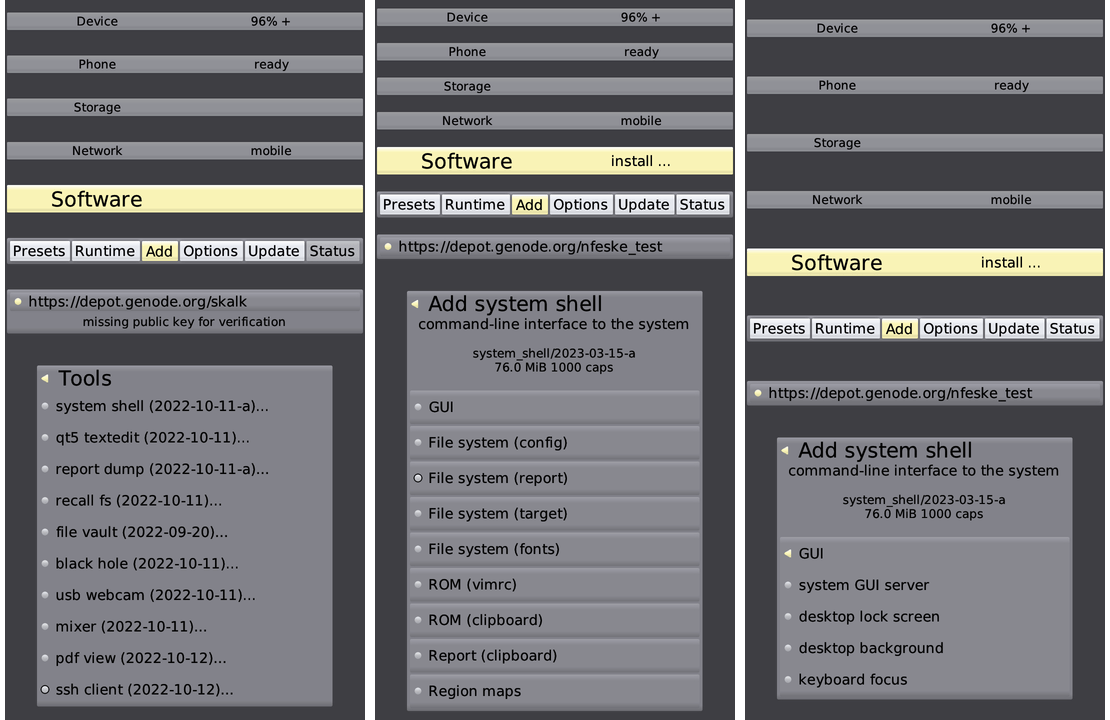 Device 96% +
Phone ready
Storage
Network mobile
Software
Presets Runtime Add Options Update Status
https://depot.genode.org/skalk
missing public key for verification
Tools
system shell (2022-10-11-a)...
qt5 textedit (2022-10-11)...
report dump (2022-10-11-a)...
recall fs (2022-10-11)...
file vault (2022-09-20)...
black hole (2022-10-11)...
usb webcam (2022-10-11)...
mixer (2022-10-11)...
pdf view (2022-10-12)...
ssh client (2022-10-12)...
Device 96% +
Phone ready
Storage
Network mobile
Software install ...
Presets Runtime Add Options Update Status
https://depot.genode.org/nfeske_test
Add system shell
command-line interface to the system
system_shell/2023-03-15-a
76.0 MiB 1000 caps
GUI
File system (config)
File system (report)
File system (target)
File system (fonts)
ROM (vimrc)
ROM (clipboard)
Report (clipboard)
Region maps
Device 96% +
Phone ready
Storage
Network mobile
Software install ...
Presets Runtime Add Options Update Status
https://depot.genode.org/nfeske_test
Add system shell
command-line interface to the system
system_shell/2023-03-15-a
76.0 MiB 1000 caps
GUI
system GUI server
desktop lock screen
desktop background
keyboard focus